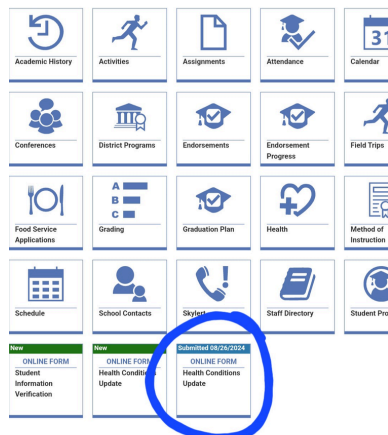 31
Academic History
Activities
Assignments
Attendance
Calendar
Conferences
District Programs
Endorsements
Endorsement
Progress
Field Trips
A
B
C
Food Service
Applications
Grading
Graduation Plan
Health
Method of
Instruction
Schedule
School Contacts
Skylert
Staff Directory
Student Pro
New
ONLINE FORM
Student
Information
Verification
New
ONLINE FORM
Health Conditions
Update
Submitted 08/26/2024
ONLINE FORM
Health Conditions
Update